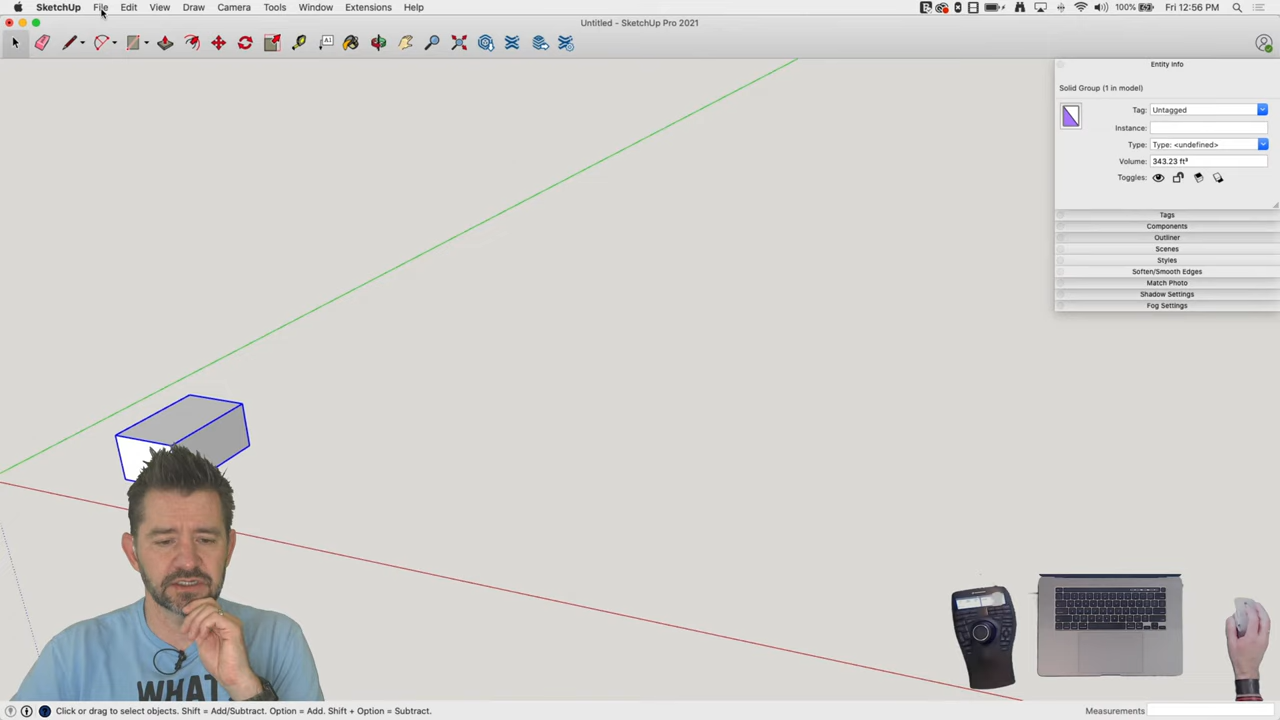 SketchUp File Edit View Draw Camera Tools Window Extensions Help 100% Fri 12:56 PM
Untitled - SketchUp Pro 2021
A1
Entity Info
Solid Group (1 in model)
Tag: Untagged
Instance:
Type: Type: <undefined>
Volume: 343.23 ft³
Toggles:
Tags
Components
Outliner
Scenes
Styles
Soften/Smooth Edges
Match Photo
Shadow Settings
Fog Settings
WHAT
Click or drag to select objects. Shift = Add/Subtract. Option = Add. Shift + Option = Subtract.
Measurements